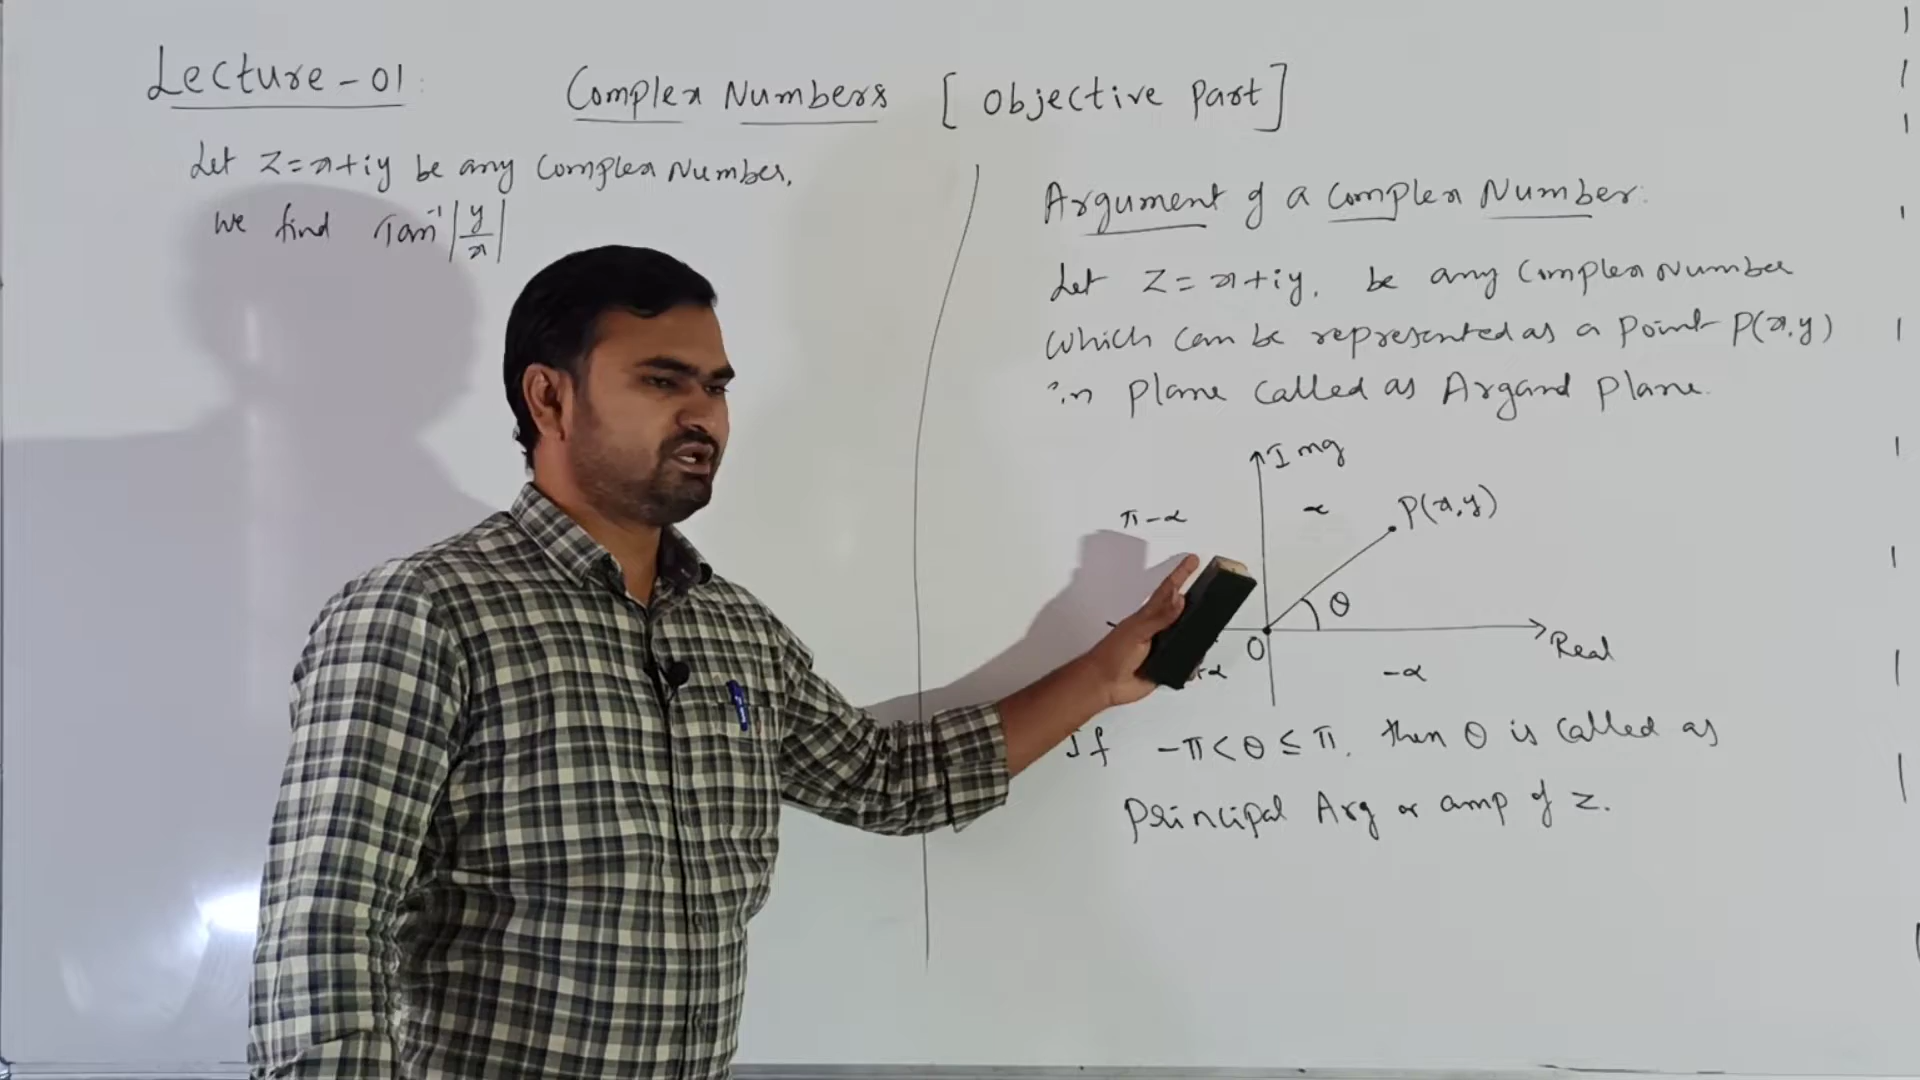 Lecture-01:
Complex Numbers [Objective Part]
Let z=x+iy be any Complex Number.
We find Tan⁻¹|y/x|
Argument of a Complex Number:
Let z=x+iy, be any Complex Number
which can be represented as a point P(x,y)
in plane called as Argand plane.
Img
π-α
α
P(x,y)
θ
O
Real
-α
If -π<θ≤π, then θ is called as
principal Arg or amp of z.